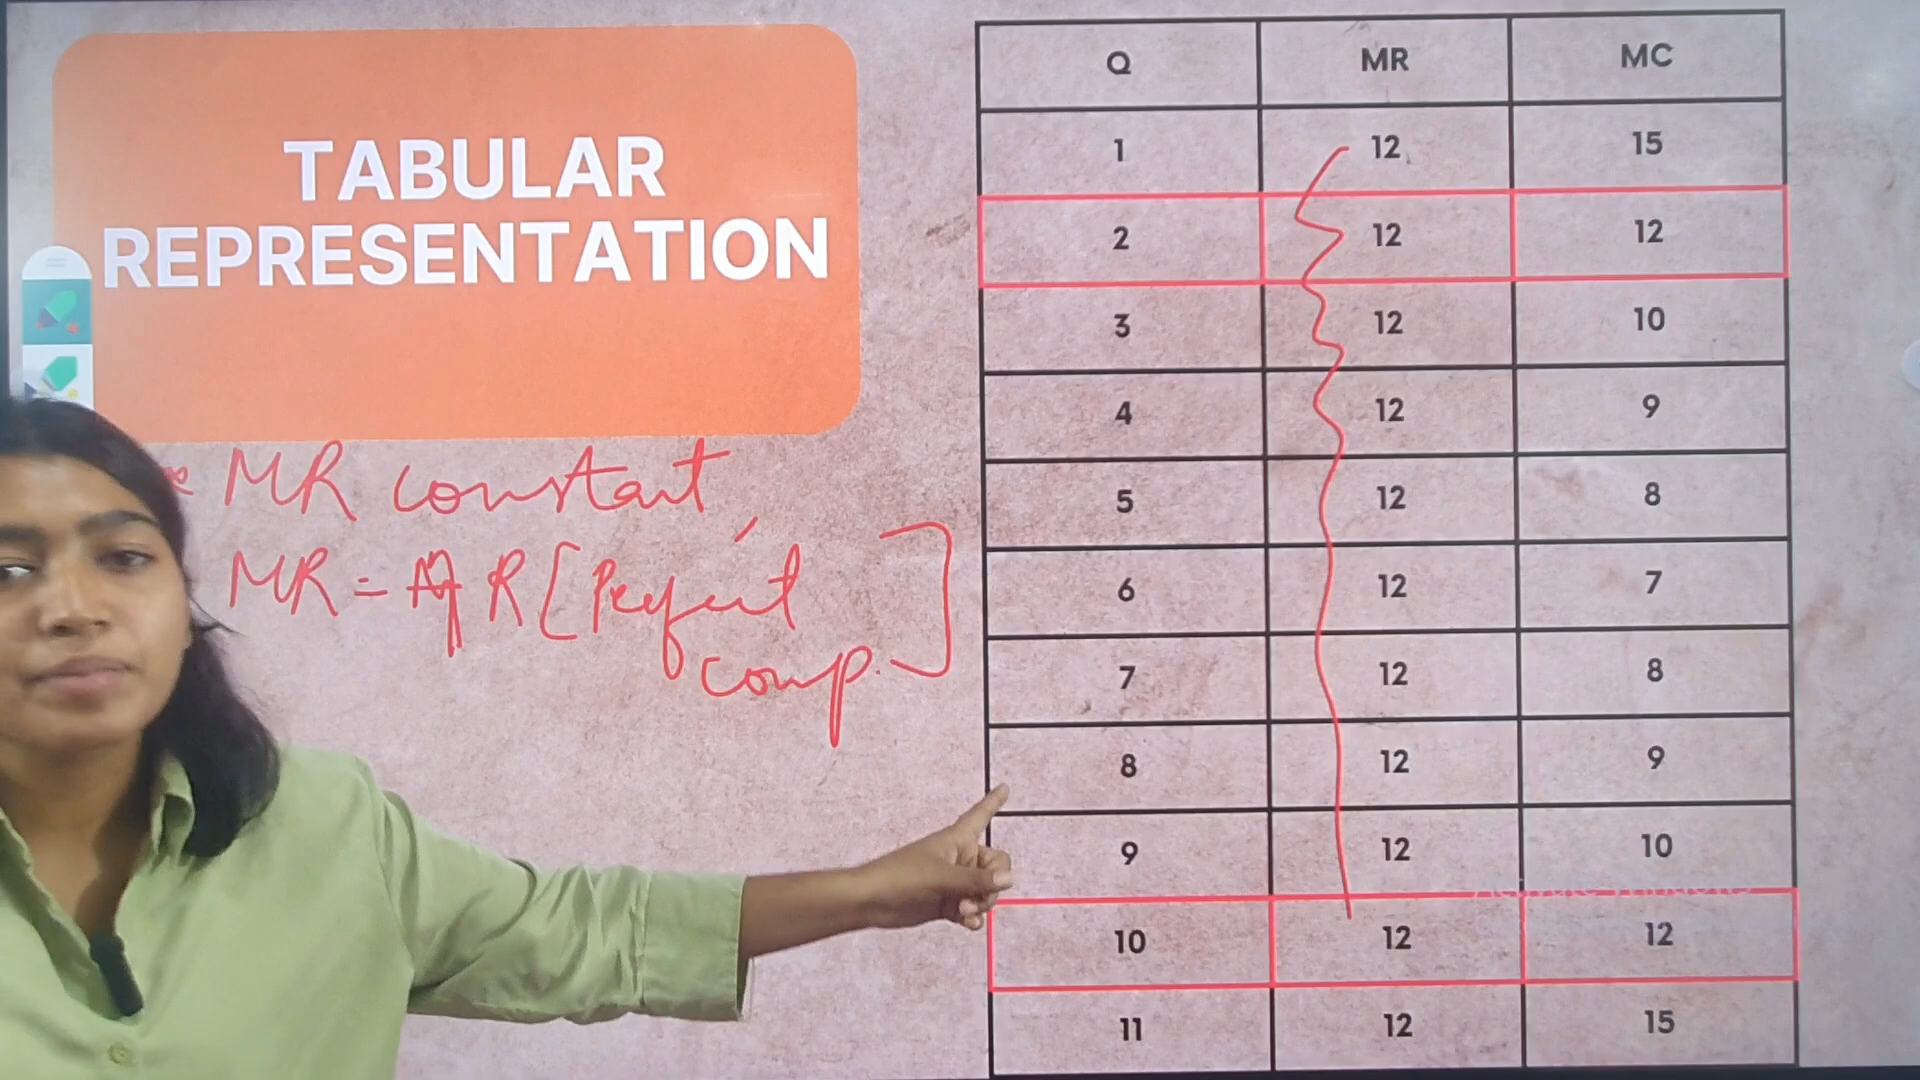 TABULAR
REPRESENTATION
MR constant,
MR = AR [Perfect
comp.]
Q MR MC
1 12 15
2 12 12
3 12 10
4 12 9
5 12 8
6 12 7
7 12 8
8 12 9
9 12 10
10 12 12
11 12 15